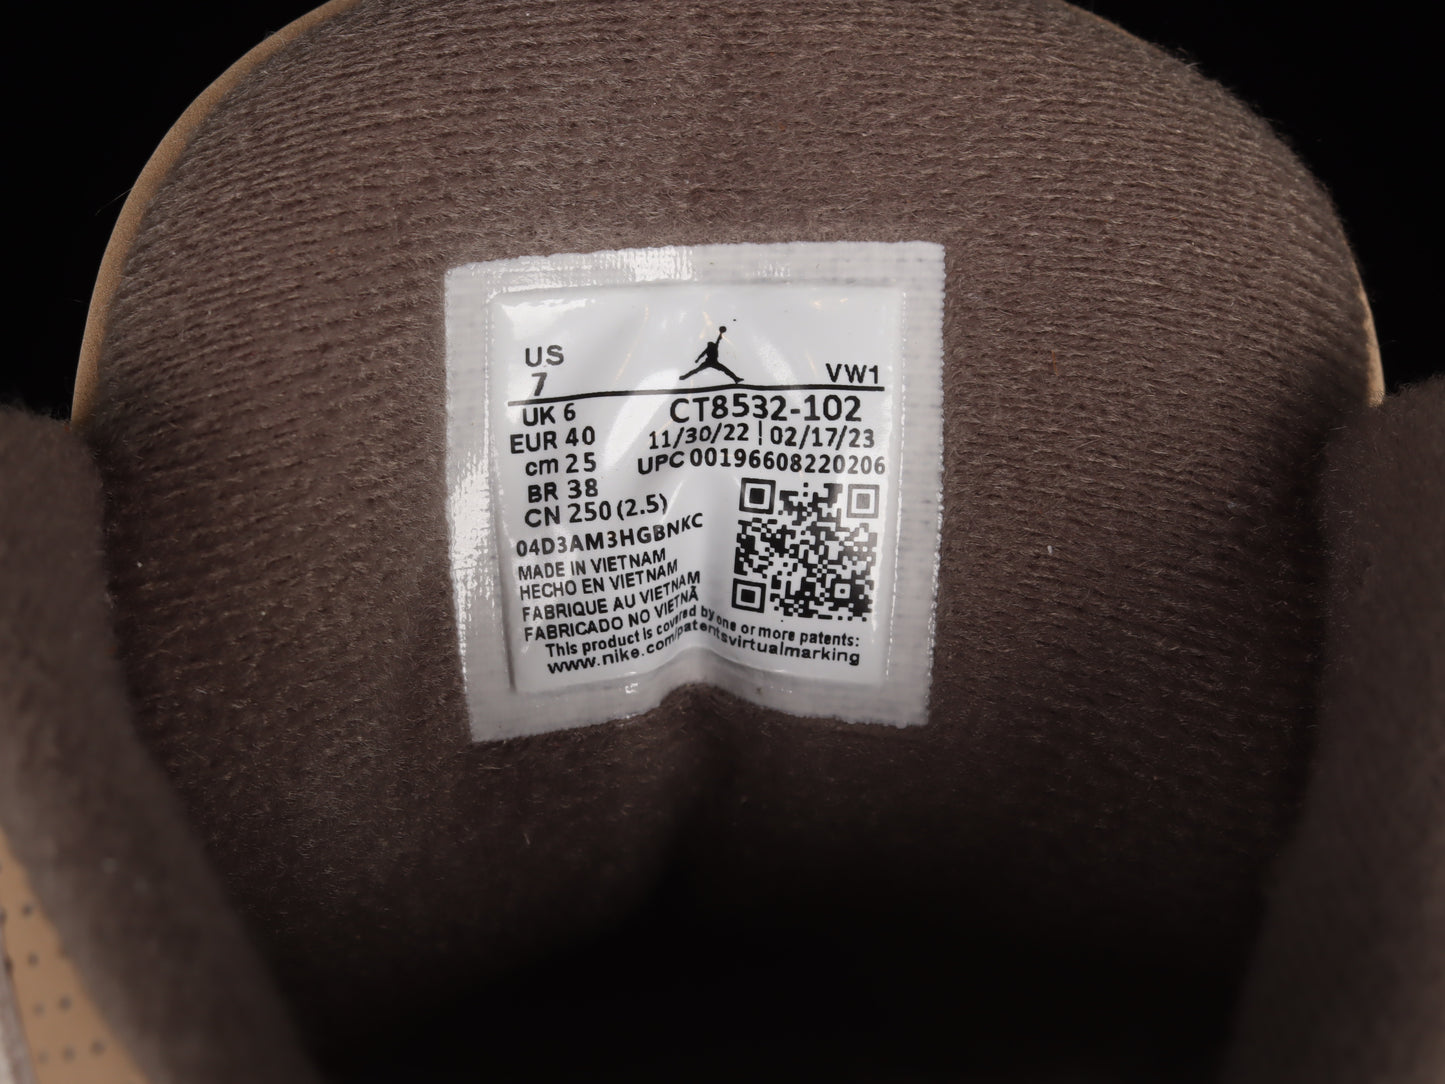 US
7
VW1
UK 6
CT8532-102
EUR 40
11/30/22 | 02/17/23
cm 25
UPC 00196608220206
BR 38
CN 250 (2.5)
04D3AM3HGBNKC
MADE IN VIETNAM
HECHO EN VIETNAM
FABRIQUE AU VIETNAM
FABRICADO NO VIETNÃ
This product is covered by one or more patents:
www.nike.com/patentsvirtualmarking